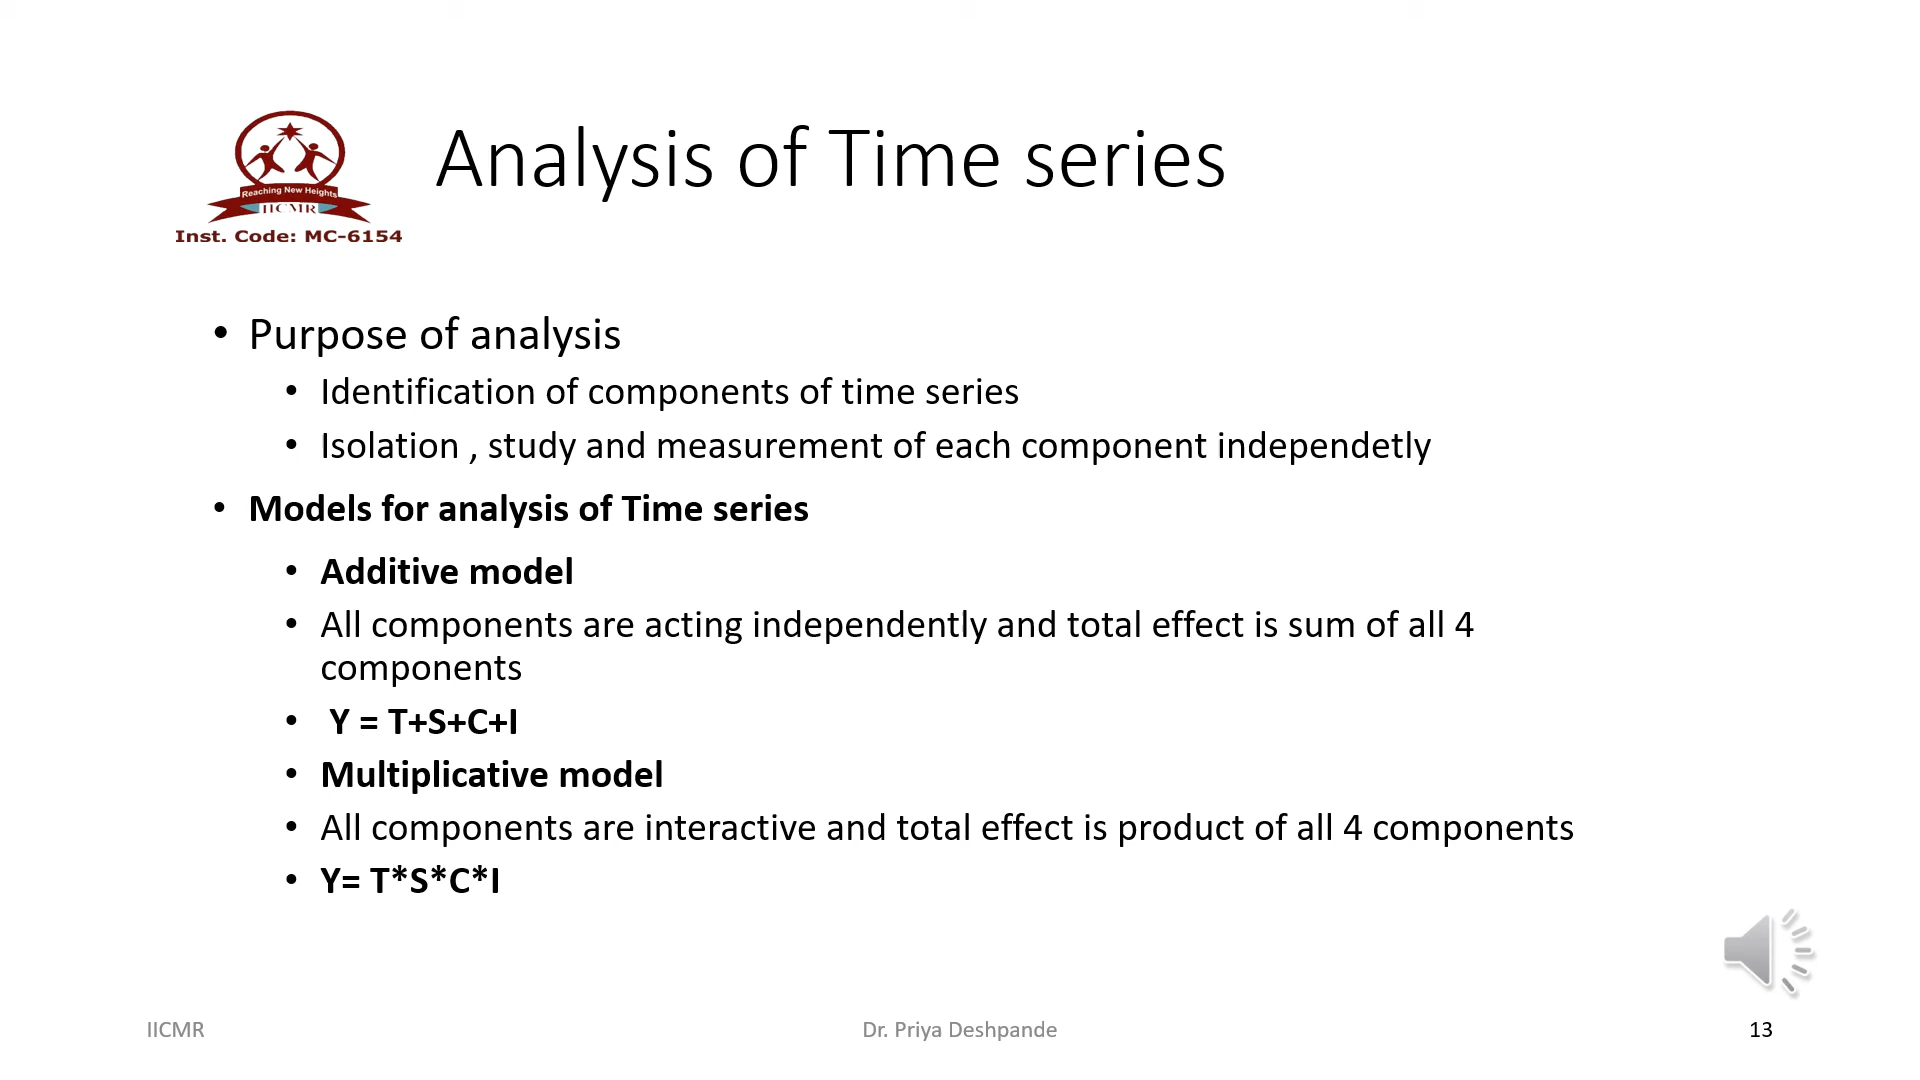 Analysis of Time series
Reaching New Heights
IICMR
Inst. Code: MC-6154
• Purpose of analysis
• Identification of components of time series
• Isolation , study and measurement of each component independetly
• Models for analysis of Time series
• Additive model
• All components are acting independently and total effect is sum of all 4
components
• Y = T+S+C+I
• Multiplicative model
• All components are interactive and total effect is product of all 4 components
• Y= T*S*C*I
IICMR
Dr. Priya Deshpande
13